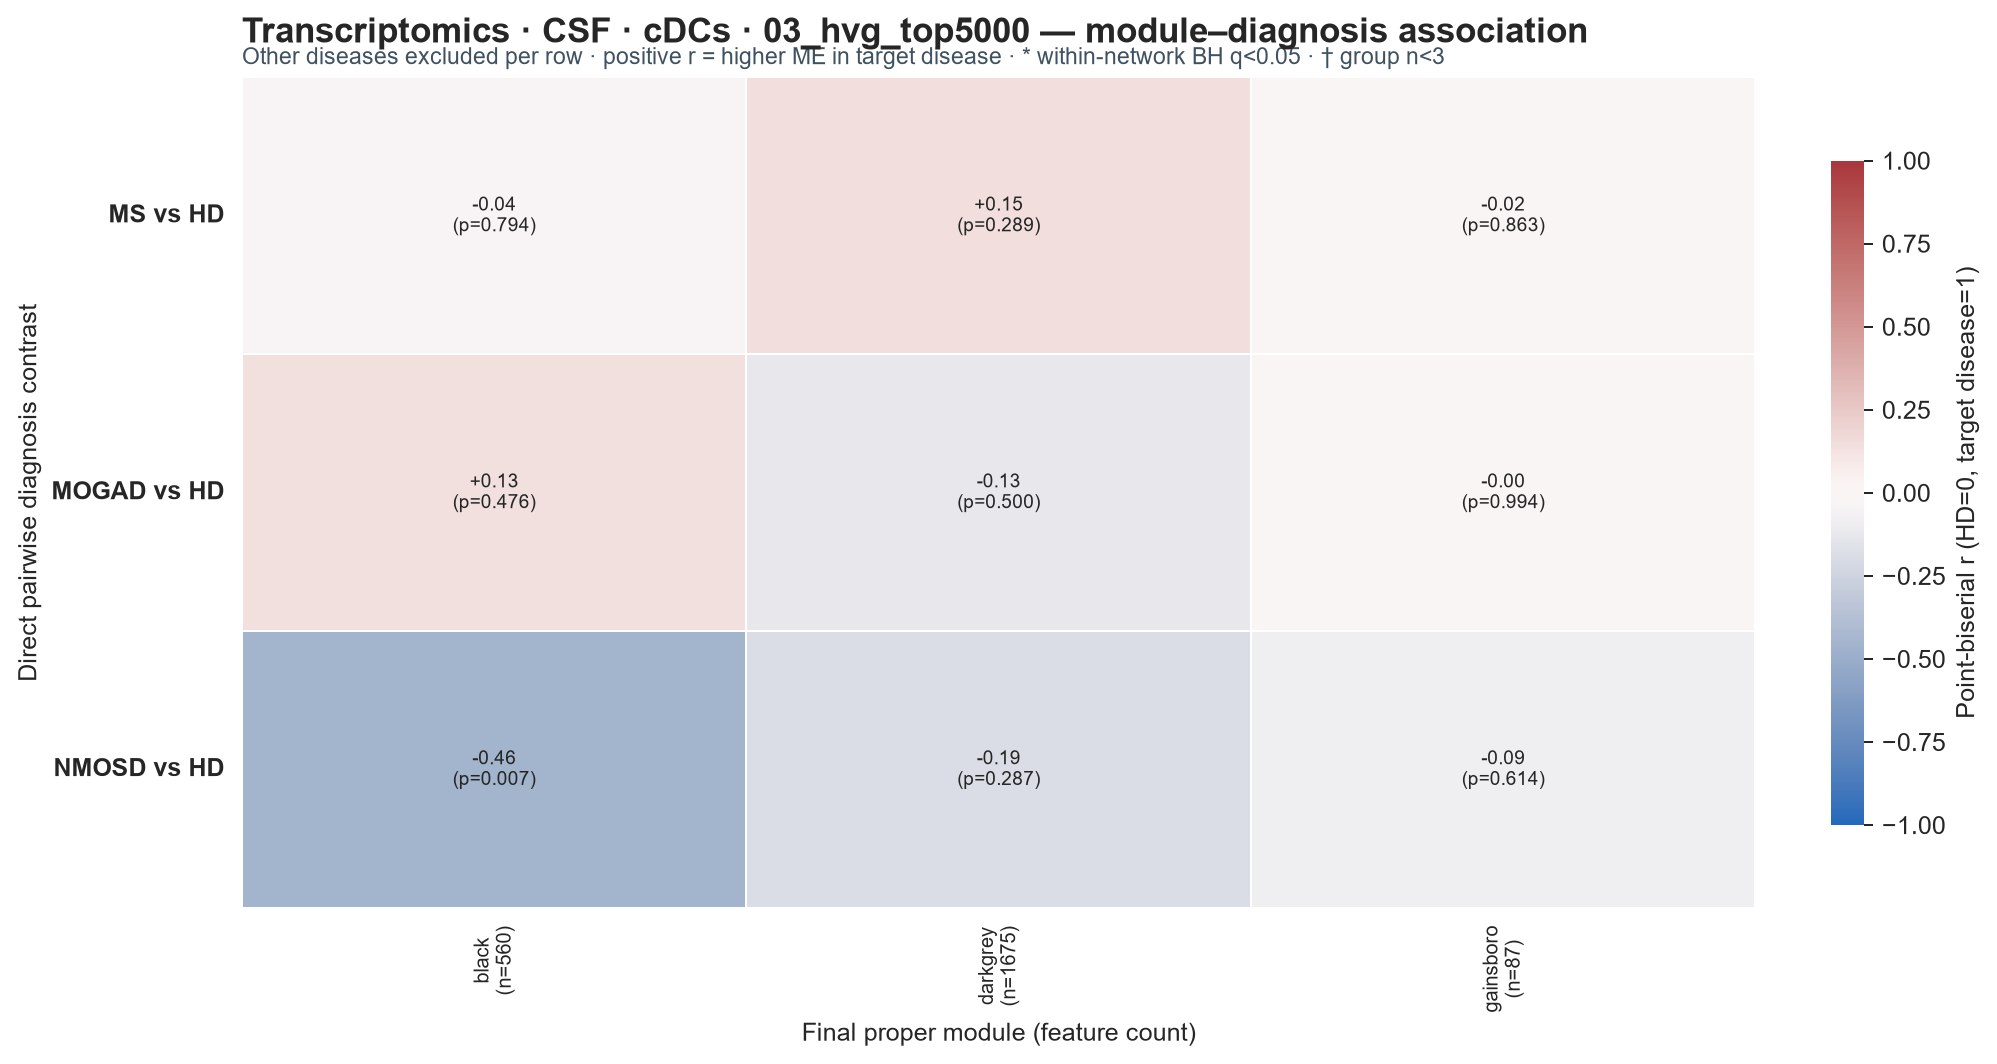 Transcriptomics · CSF · cDCs · 03_hvg_top5000 — module–diagnosis association
Other diseases excluded per row · positive r = higher ME in target disease · * within-network BH q<0.05 · † group n<3
Direct pairwise diagnosis contrast
MS vs HD
-0.04
(p=0.794)
+0.15
(p=0.289)
-0.02
(p=0.863)
MOGAD vs HD
+0.13
(p=0.476)
-0.13
(p=0.500)
-0.00
(p=0.994)
NMOSD vs HD
-0.46
(p=0.007)
-0.19
(p=0.287)
-0.09
(p=0.614)
black
(n=560)
darkgrey
(n=1675)
gainsboro
(n=87)
Final proper module (feature count)
1.00
0.75
0.50
0.25
0.00
−0.25
−0.50
−0.75
−1.00
Point-biserial r (HD=0, target disease=1)